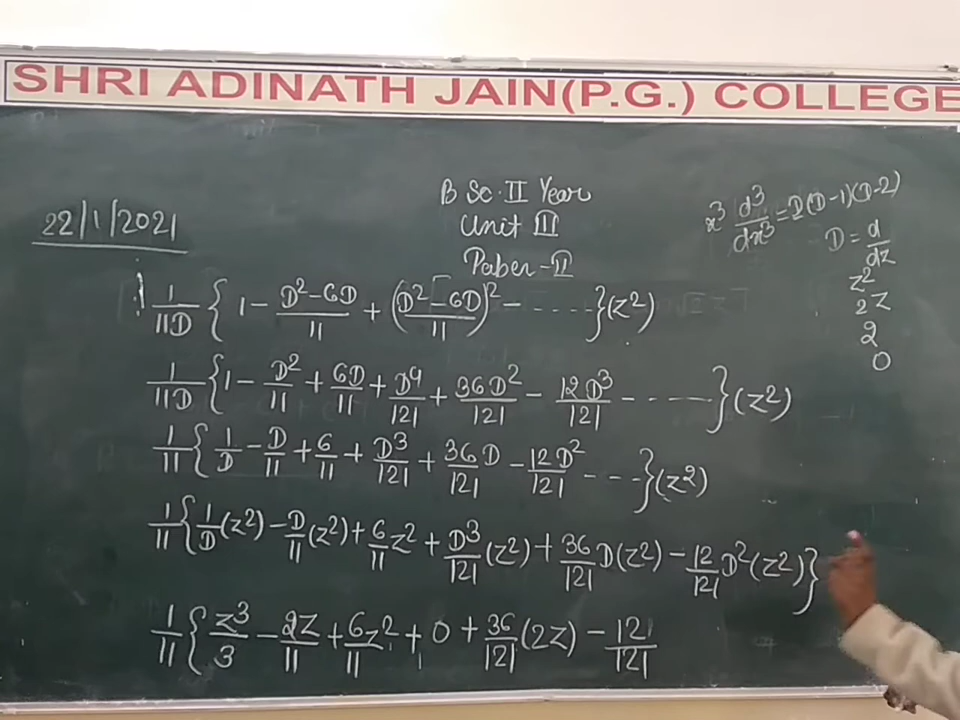 SHRI ADINATH JAIN(P.G.) COLLEGE
22/1/2021
B Sc. II Year
Unit III
Paber-II
x³ d³/dx³ = D(D-1)(D-2)
D = d/dz
z²
2z
2
0
1/11D { 1 - (D²-6D)/11 + ((D²-6D)/11)² - ----- } (z²)
1/11D { 1 - D²/11 + 6D/11 + D⁴/121 + 36D²/121 - 12D³/121 - ----- } (z²)
1/11 { 1/D - D/11 + 6/11 + D³/121 + 36D/121 - 12D²/121 --- } (z²)
1/11 { 1/D (z²) - D/11 (z²) + 6/11 z² + D³/121 (z²) + 36/121 D(z²) - 12/121 D²(z²) }
1/11 { z³/3 - 2z/11 + 6z²/11 + 0 + 36/121 (2z) - 121/121